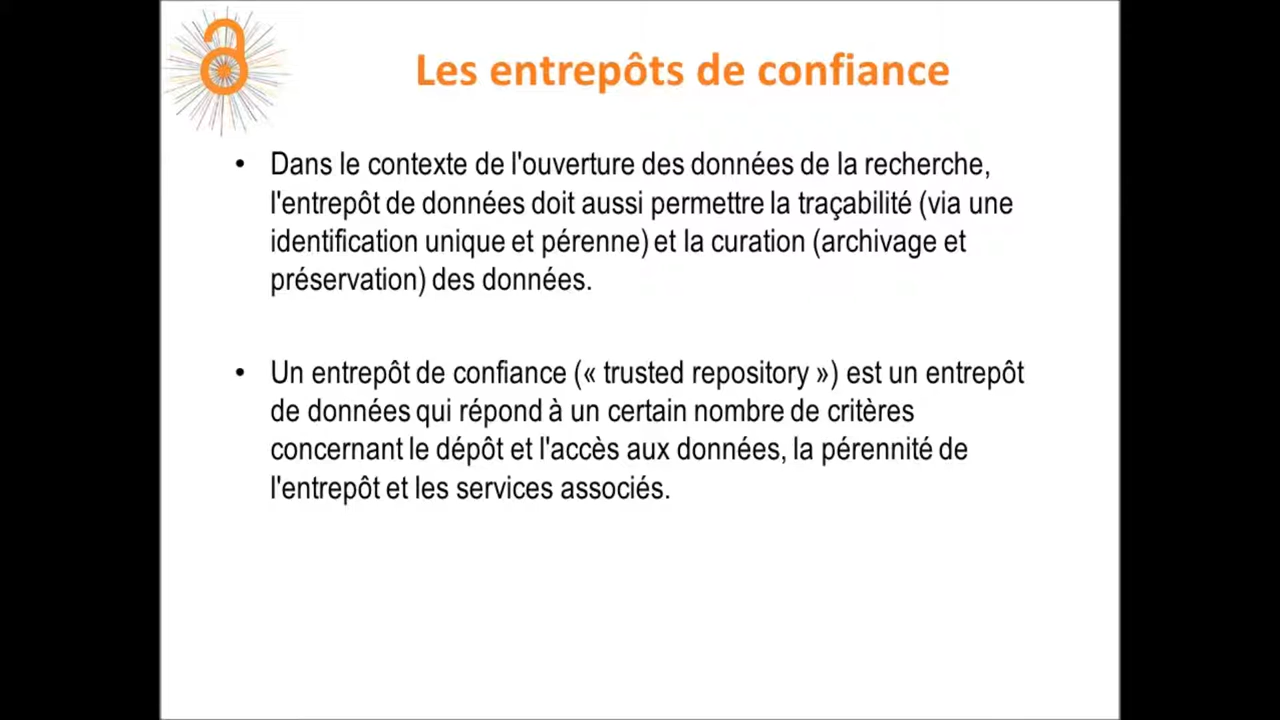 Les entrepôts de confiance
• Dans le contexte de l'ouverture des données de la recherche,
l'entrepôt de données doit aussi permettre la traçabilité (via une
identification unique et pérenne) et la curation (archivage et
préservation) des données.
• Un entrepôt de confiance (« trusted repository ») est un entrepôt
de données qui répond à un certain nombre de critères
concernant le dépôt et l'accès aux données, la pérennité de
l'entrepôt et les services associés.